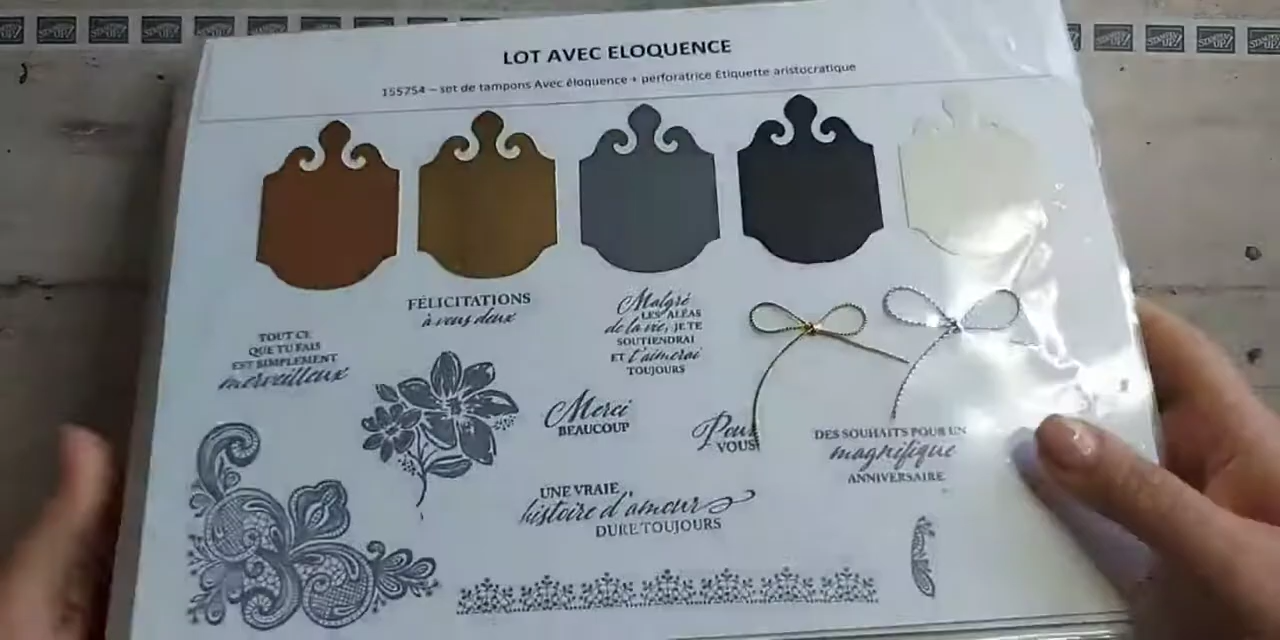 LOT AVEC ELOQUENCE
155754 – set de tampons Avec éloquence + perforatrice Étiquette aristocratique
FÉLICITATIONS
à vous deux
TOUT CE
QUE TU FAIS
EST SIMPLEMENT
merveilleux
Malgré
LES ALÉAS
de la vie, JE TE
SOUTIENDRAI
ET t'aimerai
TOUJOURS
Merci
BEAUCOUP
Pour
VOUS
DES SOUHAITS POUR UN
magnifique
ANNIVERSAIRE
UNE VRAIE
histoire d'amour
DURE TOUJOURS
STAMPIN' UP!